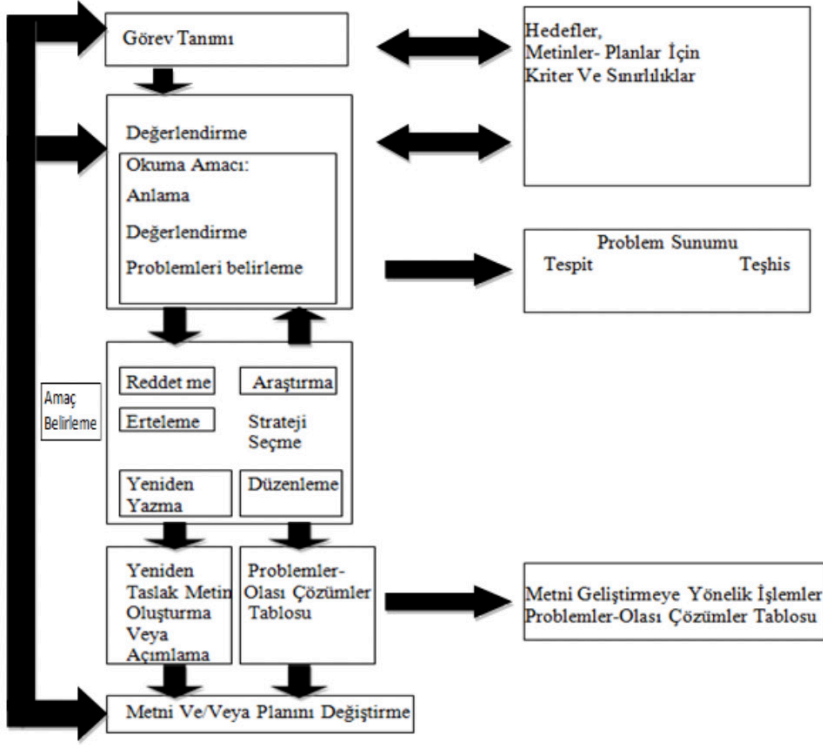 Görev Tanımı
Hedefler,
Metinler- Planlar İçin
Kriter Ve Sınırlılıklar
Değerlendirme
Okuma Amacı:
Anlama
Değerlendirme
Problemleri belirleme
Problem Sunumu
Tespit Teşhis
Amaç
Belirleme
Reddet me
Araştırma
Erteleme
Strateji
Seçme
Yeniden
Yazma
Düzenleme
Yeniden
Taslak Metin
Oluşturma
Veya
Açımlama
Problemler-
Olası Çözümler
Tablosu
Metni Geliştirmeye Yönelik İşlemler
Problemler-Olası Çözümler Tablosu
Metni Ve/Veya Planını Değiştirme